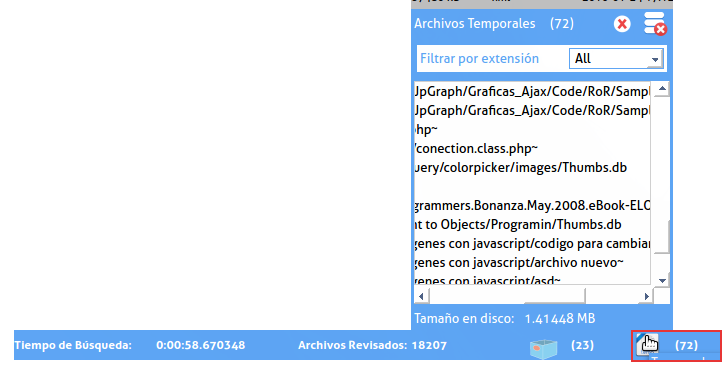 Archivos Temporales (72)
Filtrar por extensión All
JpGraph/Graficas_Ajax/Code/RoR/Sampl
JpGraph/Graficas_Ajax/Code/RoR/Sampl
hp~
/conection.class.php~
uery/colorpicker/images/Thumbs.db
grammers.Bonanza.May.2008.eBook-ELO
nt to Objects/Programin/Thumbs.db
genes con javascript/codigo para cambiar
genes con javascript/archivo nuevo~
genes con javascript/asd~
Tamaño en disco: 1.41448 MB
Tiempo de Búsqueda: 0:00:58.670348 Archivos Revisados: 18207 (23) (72)